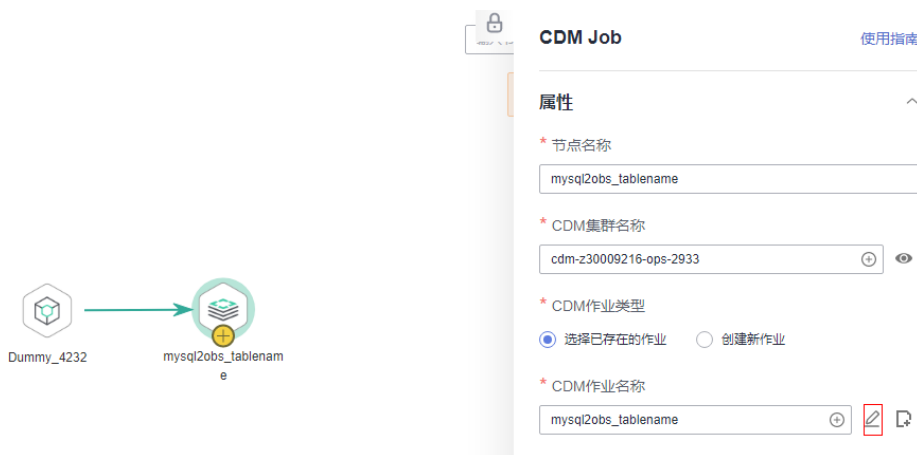 CDM Job
使用指南
属性
* 节点名称
mysql2obs_tablename
* CDM集群名称
cdm-z30009216-ops-2933
* CDM作业类型
选择已存在的作业
创建新作业
* CDM作业名称
mysql2obs_tablename
Dummy_4232
mysql2obs_tablenam
e